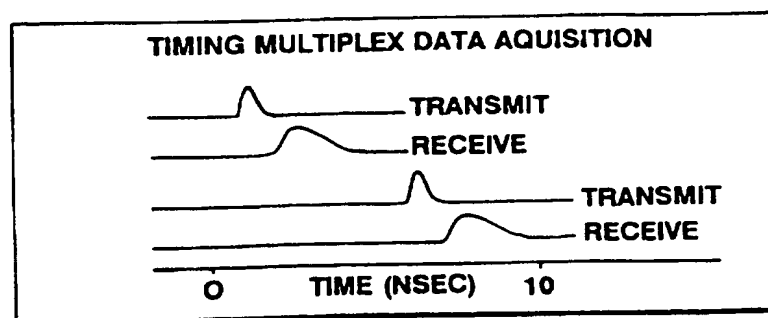 TIMING MULTIPLEX DATA AQUISITION
TRANSMIT
RECEIVE
TRANSMIT
RECEIVE
O TIME (NSEC) 10